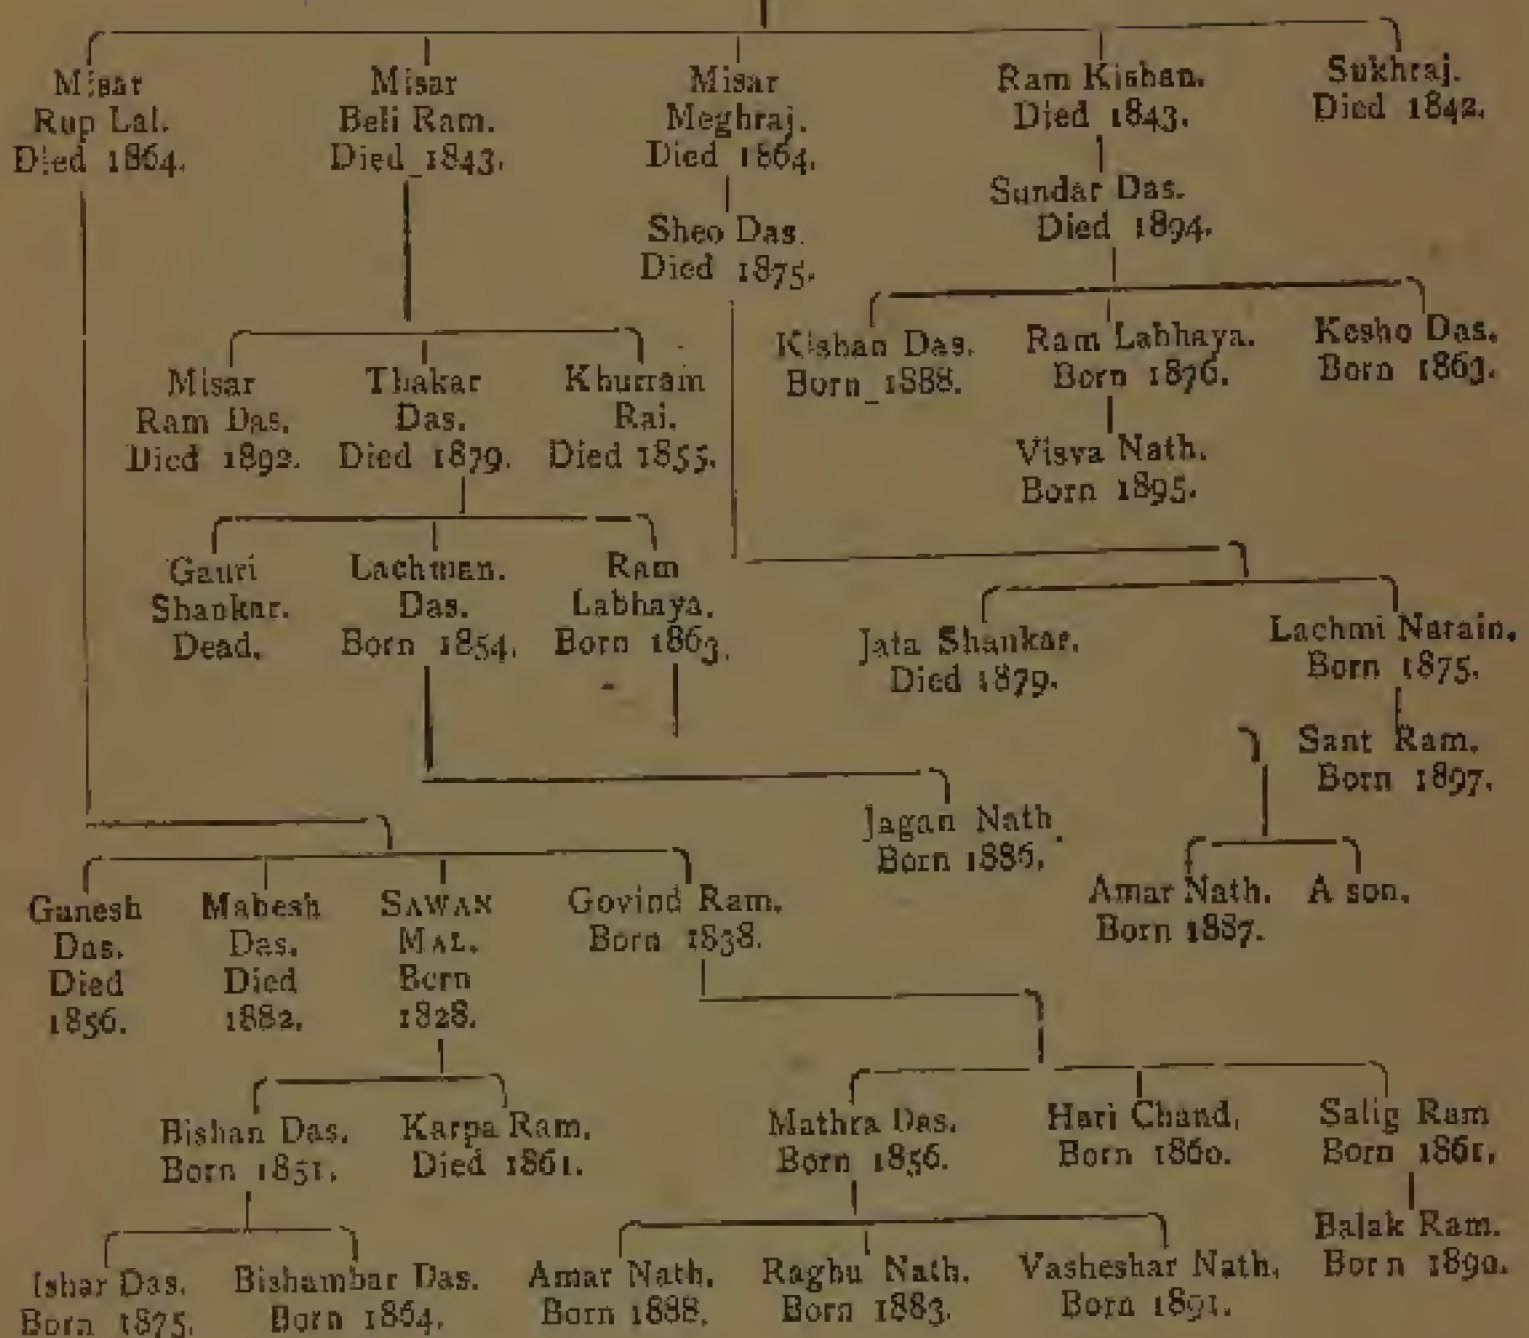 Misar
Rup Lal.
Died 1864.
Misar
Beli Ram.
Died 1843.
Misar
Meghraj.
Died 1864.
Ram Kishan.
Died 1843.
Sukhraj.
Died 1842.
Sundar Das.
Died 1894.
Sheo Das.
Died 1875.
Kishan Das.
Born 1888.
Ram Labhaya.
Born 1876.
Kesho Das.
Born 1863.
Misar
Ram Das.
Died 1892.
Thakar
Das.
Died 1879.
Khurram
Rai.
Died 1855.
Visva Nath.
Born 1895.
Gauri
Shankar.
Dead.
Lachman.
Das.
Born 1854.
Ram
Labhaya.
Born 1863.
Jata Shankar.
Died 1879.
Lachmi Narain.
Born 1875.
Sant Ram.
Born 1897.
Jagan Nath
Born 1886.
Amar Nath.
Born 1887.
A son.
Ganesh
Das.
Died
1856.
Mahesh
Das.
Died
1882.
SAWAN
MAL.
Born
1828.
Govind Ram.
Born 1838.
Bishan Das.
Born 1851.
Karpa Ram.
Died 1861.
Mathra Das.
Born 1856.
Hari Chand.
Born 1860.
Salig Ram
Born 1861.
Balak Ram.
Born 1890.
Ishar Das.
Born 1875.
Bishambar Das.
Born 1864.
Amar Nath.
Born 1888.
Raghu Nath.
Born 1883.
Vasheshar Nath.
Born 1891.